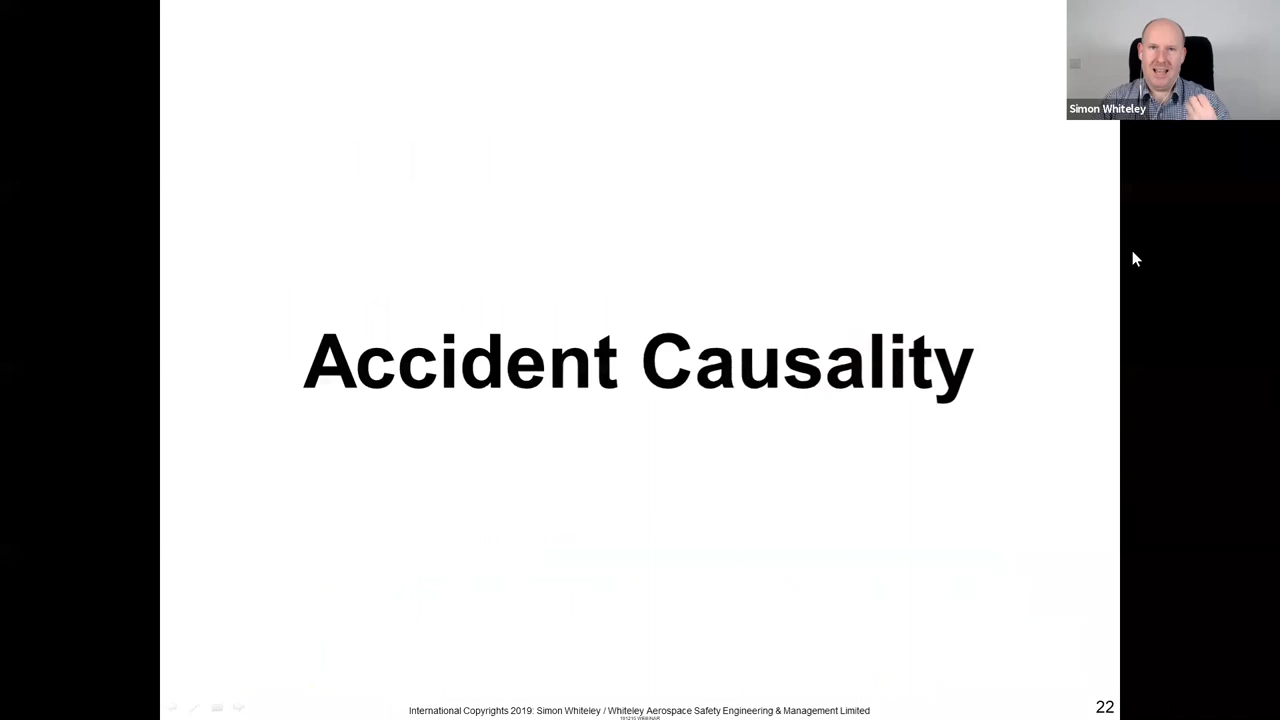 Simon Whiteley
Accident Causality
International Copyrights 2019: Simon Whiteley / Whiteley Aerospace Safety Engineering & Management Limited
22